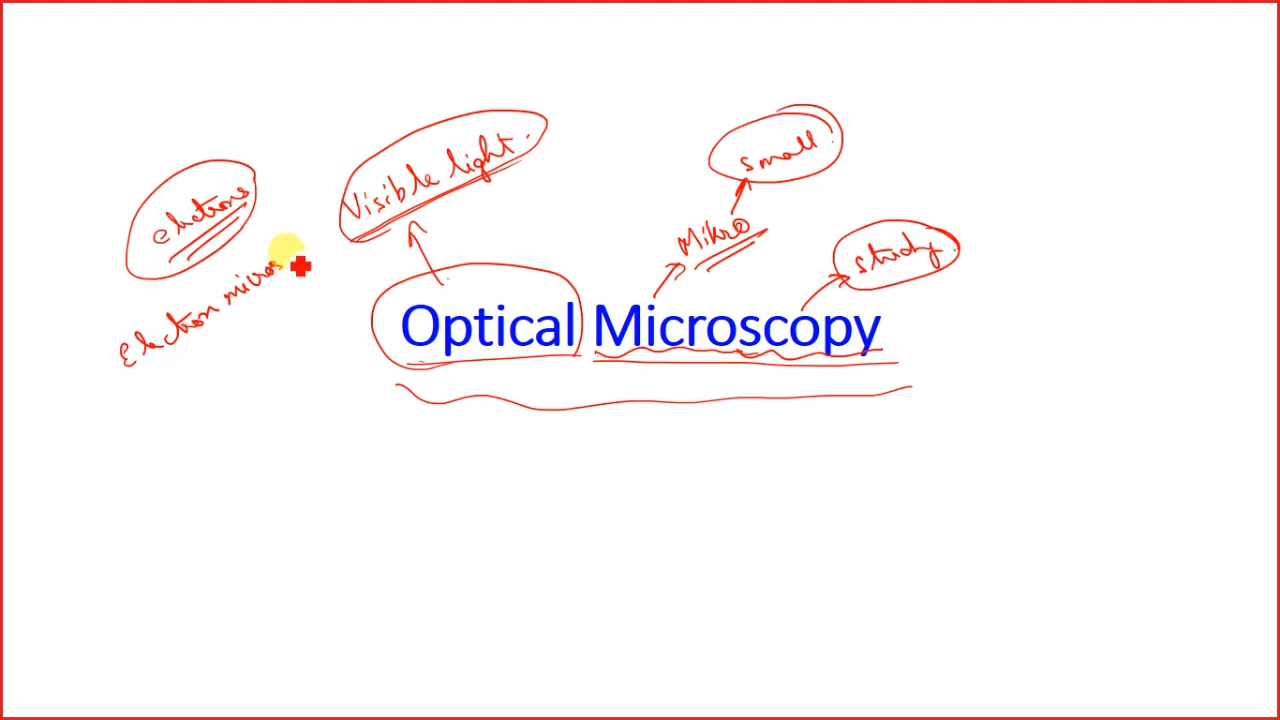 small.
Visible light.
electrons
Mikro
study.
Electron micros
Optical Microscopy